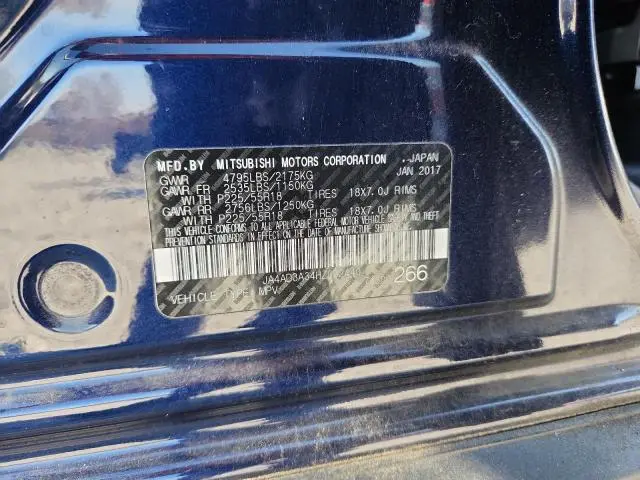 MFD.BY MITSUBISHI MOTORS CORPORATION JAPAN
GVWR 4795LBS/2175KG JAN 2017
GAWR FR 2535LBS/1150KG
WITH P225/55R18 TIRES 18X7.0J RIMS
GAWR RR 2756LBS/1250KG
WITH P225/55R18 TIRES 18X7.0J RIMS
THIS VEHICLE CONFORMS TO ALL APPLICABLE FEDERAL MOTOR VEHICLE SAFETY AND THEFT
PREVENTION STANDARDS IN EFFECT ON THE DATE OF MANUFACTURE SHOWN ABOVE.
266
VEHICLE TYPE: MPV